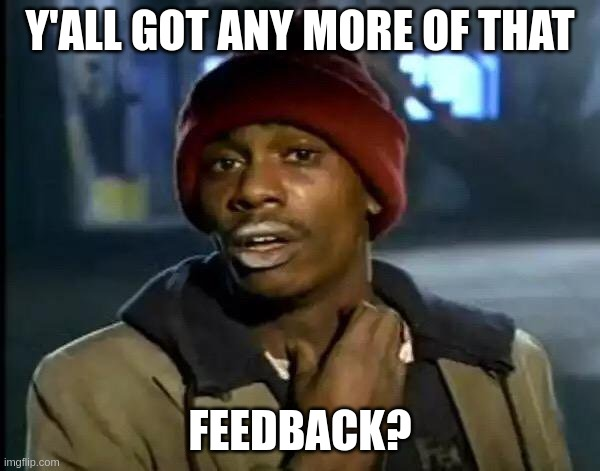 Y'ALL GOT ANY MORE OF THAT
FEEDBACK?
imgflip.com